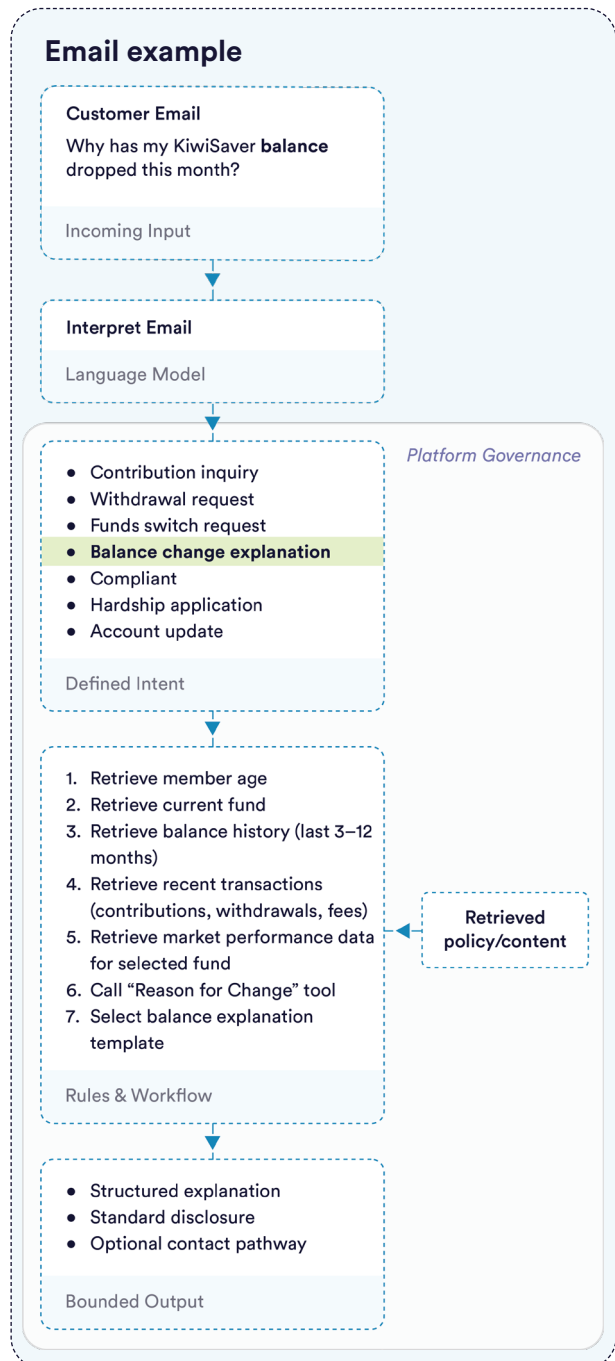 Email example
Customer Email
Why has my KiwiSaver balance
dropped this month?
Incoming Input
Interpret Email
Language Model
Platform Governance
● Contribution inquiry
● Withdrawal request
● Funds switch request
● Balance change explanation
● Compliant
● Hardship application
● Account update
Defined Intent
1. Retrieve member age
2. Retrieve current fund
3. Retrieve balance history (last 3–12
months)
4. Retrieve recent transactions
(contributions, withdrawals, fees)
5. Retrieve market performance data
for selected fund
6. Call “Reason for Change” tool
7. Select balance explanation
template
Rules & Workflow
Retrieved
policy/content
● Structured explanation
● Standard disclosure
● Optional contact pathway
Bounded Output